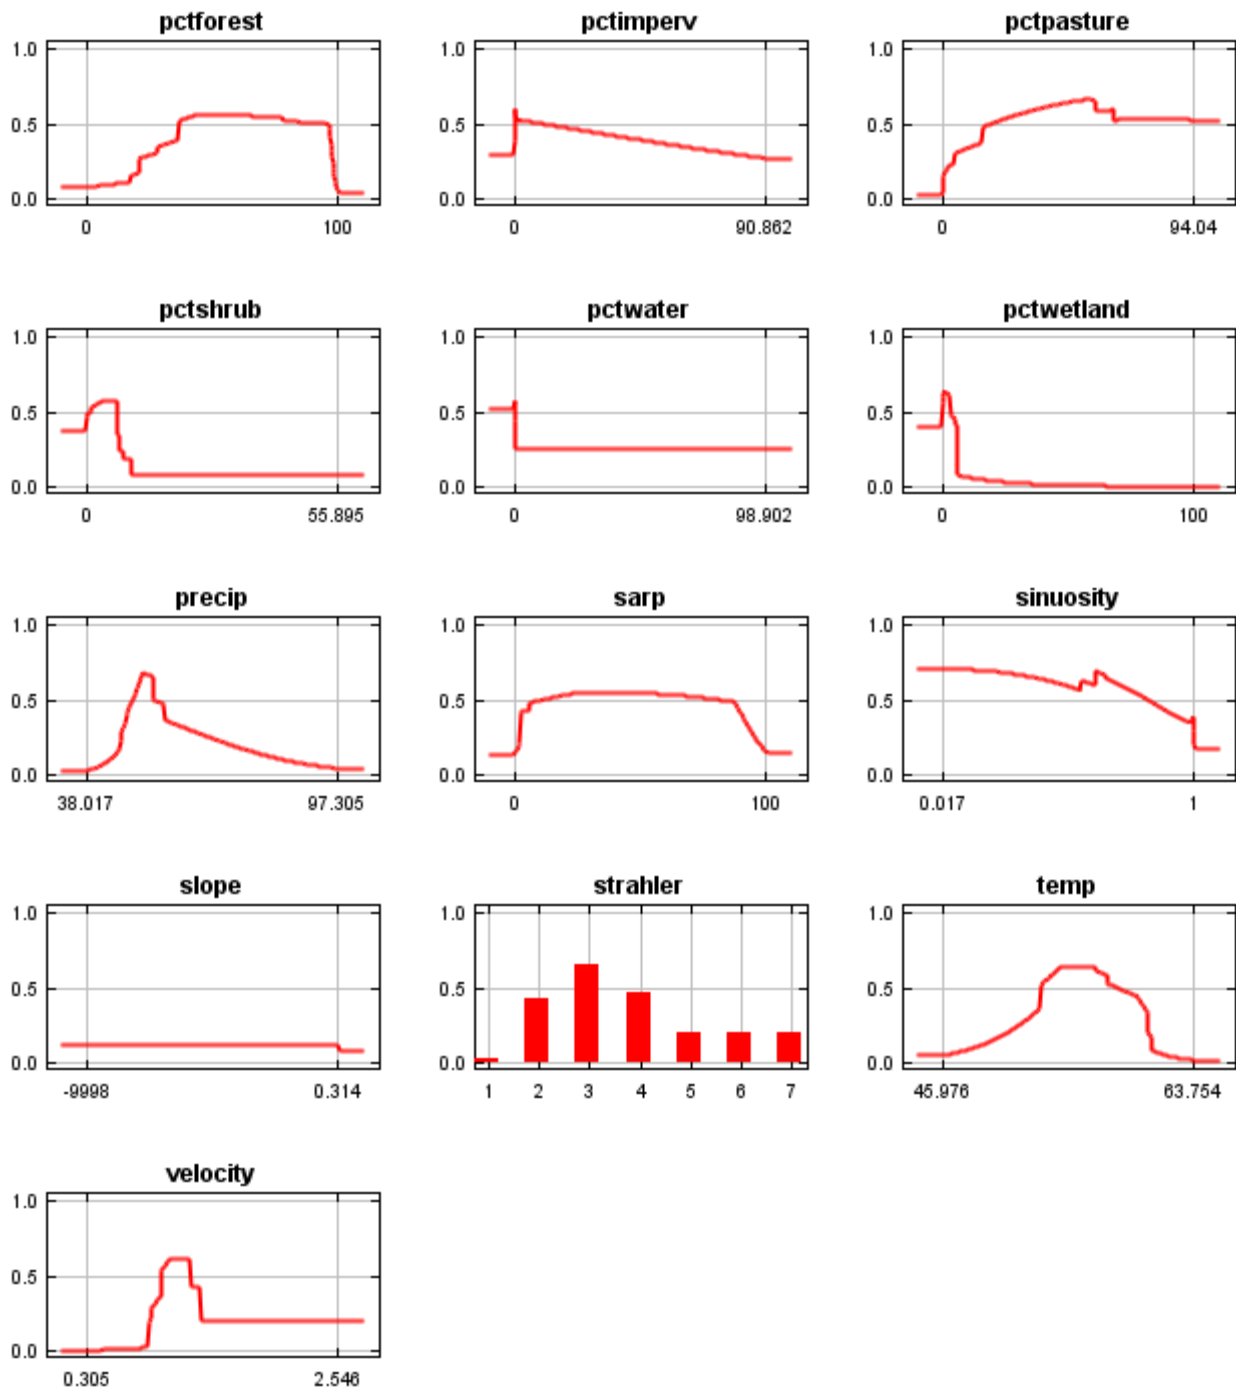 pctforest pctimperv pctpasture
1.0 1.0 1.0
0.5 0.5 0.5
0.0 0.0 0.0
0 100 0 90.862 0 94.04
pctshrub pctwater pctwetland
1.0 1.0 1.0
0.5 0.5 0.5
0.0 0.0 0.0
0 55.895 0 98.902 0 100
precip sarp sinuosity
1.0 1.0 1.0
0.5 0.5 0.5
0.0 0.0 0.0
38.017 97.305 0 100 0.017 1
slope strahler temp
1.0 1.0 1.0
0.5 0.5 0.5
0.0 0.0 0.0
-9998 0.314 1 2 3 4 5 6 7 45.976 63.754
velocity
1.0
0.5
0.0
0.305 2.546